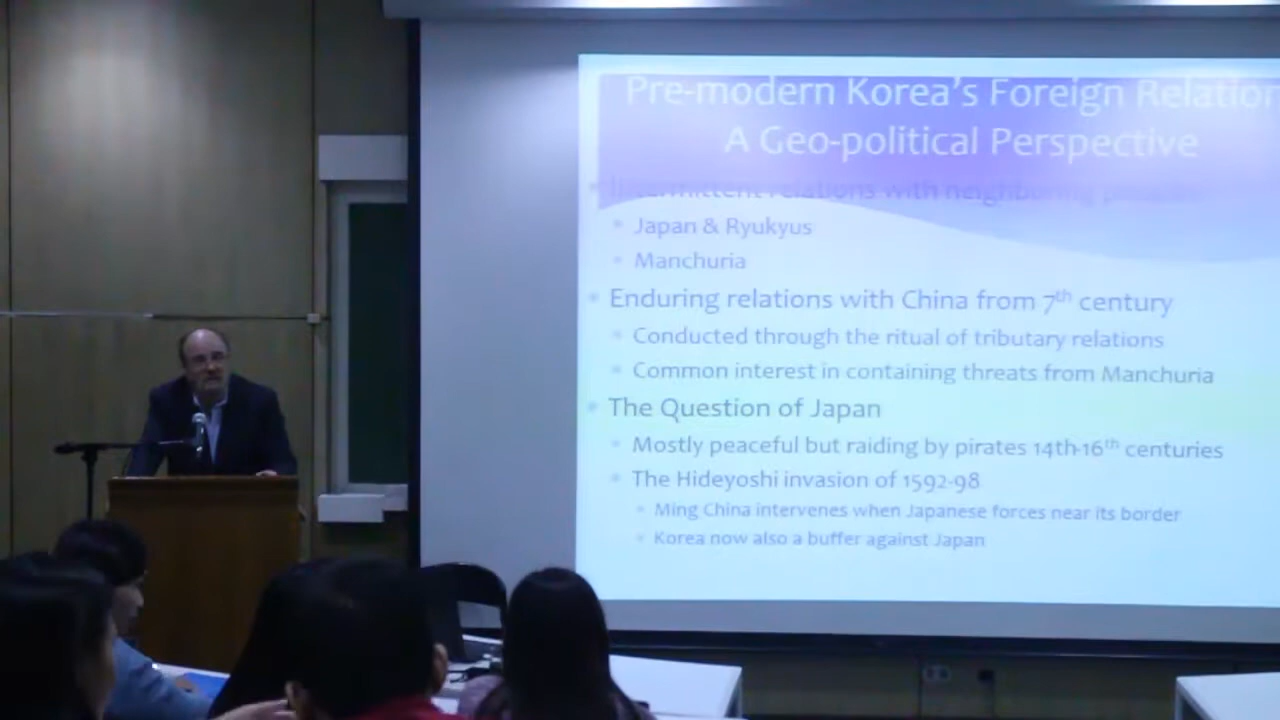 Pre-modern Korea's Foreign Relation
A Geo-political Perspective
• Intermittent relations with neighboring
• Japan & Ryukyus
• Manchuria
• Enduring relations with China from 7th century
• Conducted through the ritual of tributary relations
• Common interest in containing threats from Manchuria
• The Question of Japan
• Mostly peaceful but raiding by pirates 14th-16th centuries
• The Hideyoshi invasion of 1592-98
• Ming China intervenes when Japanese forces near its border
• Korea now also a buffer against Japan